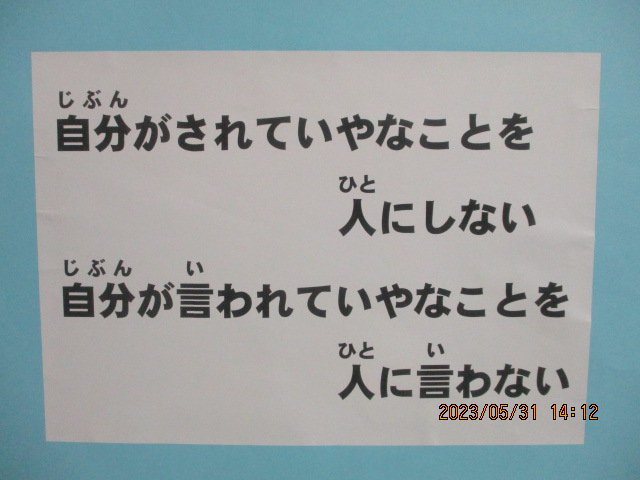 じぶん
自分がされていやなことを
ひと
人にしない
じぶん い
自分が言われていやなことを
ひと い
人に言わない
2023/05/31 14:12